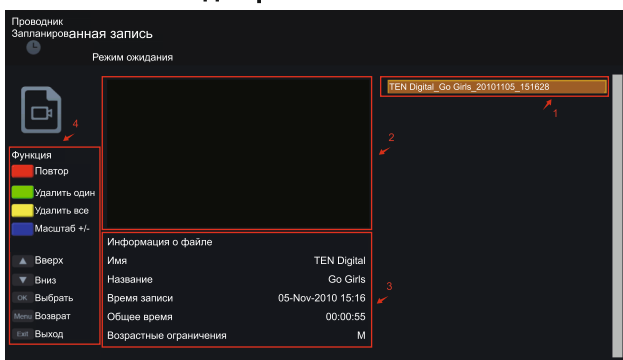 Проводник
Запланированная запись
Режим ожидания
TEN Digital_Go Girls_20101105_151628
1
2
4
Функция
Повтор
Удалить один
Удалить все
Масштаб +/-
Вверх
Вниз
OK Выбрать
Menu Возврат
Exit Выход
Информация о файле
Имя TEN Digital
Название Go Girls
Время записи 05-Nov-2010 15:16
Общее время 00:00:55
Возрастные ограничения M
3